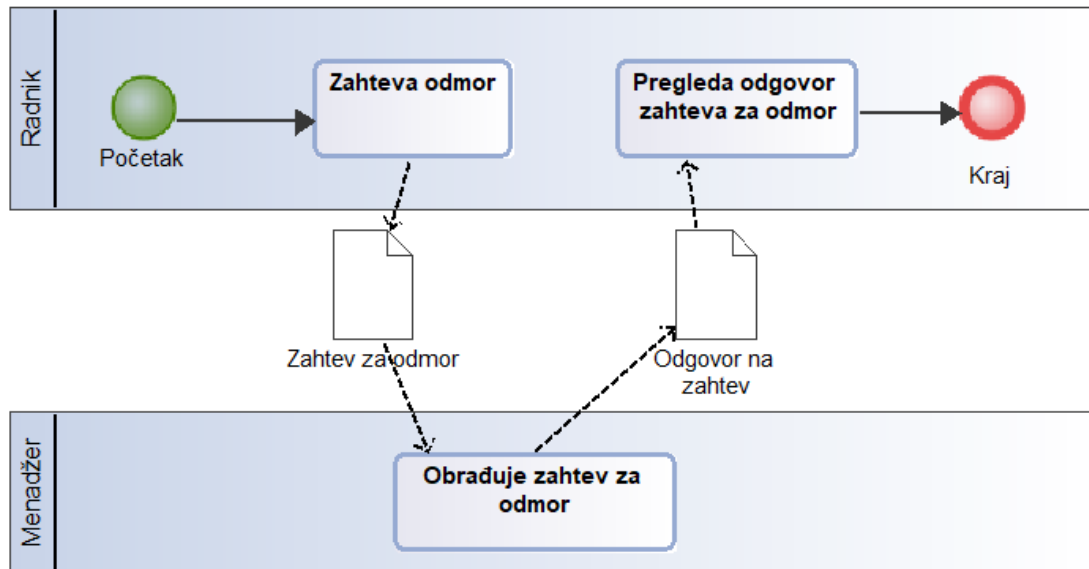 Radnik
Početak
Zahteva odmor
Pregleda odgovor
zahteva za odmor
Kraj
Zahtev za odmor
Odgovor na
zahtev
Menadžer
Obrađuje zahtev za
odmor